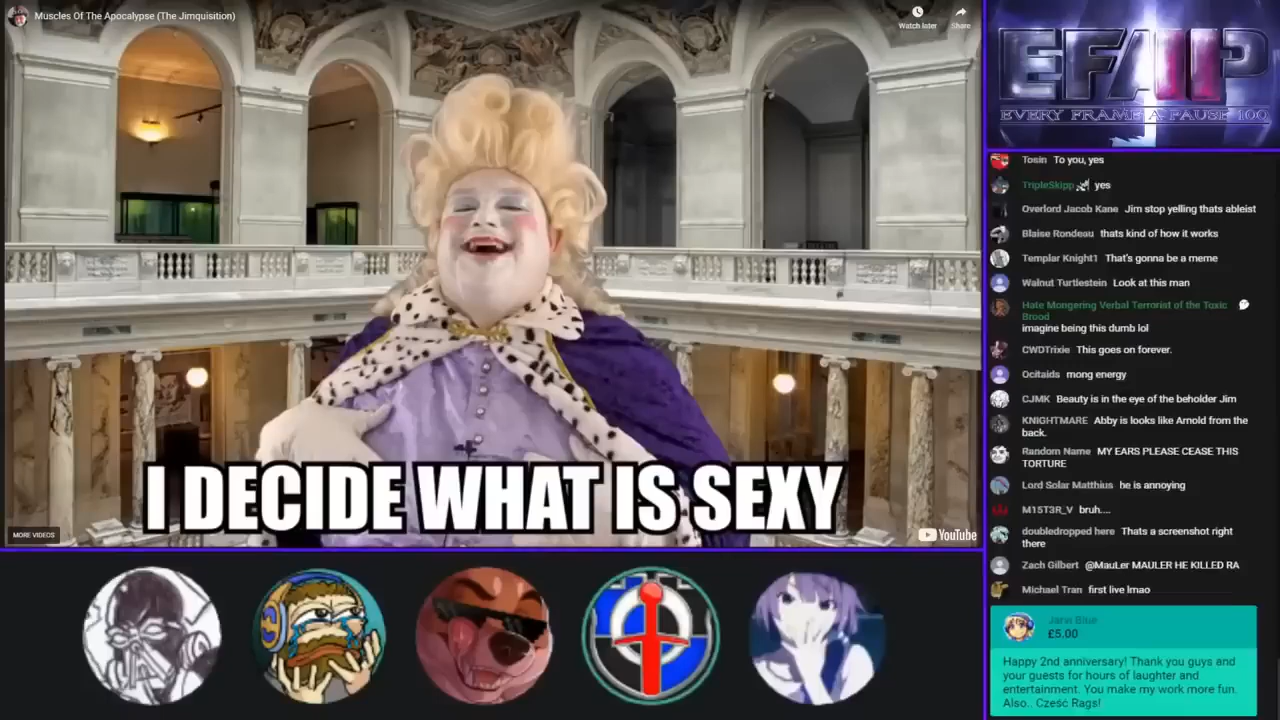 Muscles Of The Apocalypse (The Jimquisition)
Watch later
Share
I DECIDE WHAT IS SEXY
MORE VIDEOS
YouTube
EFAP
EVERY FRAME A PAUSE 100
Tosin To you, yes
TripleSkipp yes
Overlord Jacob Kane Jim stop yelling thats ableist
Blaise Rondeau thats kind of how it works
Templar Knight1 That's gonna be a meme
Walnut Turtlestein Look at this man
Hate Mongering Verbal Terrorist of the Toxic
Brood
imagine being this dumb lol
CWDTrixie This goes on forever.
Ocitaids mong energy
CJMK Beauty is in the eye of the beholder Jim
KNIGHTMARE Abby is looks like Arnold from the
back.
Random Name MY EARS PLEASE CEASE THIS
TORTURE
Lord Solar Matthius he is annoying
M15T3R_V bruh....
doubledropped here Thats a screenshot right
there
Zach Gilbert @MauLer MAULER HE KILLED RA
Michael Tran first live lmao
Jarvi Blue
£5.00
Happy 2nd anniversary! Thank you guys and
your guests for hours of laughter and
entertainment. You make my work more fun.
Also.. Cześć Rags!